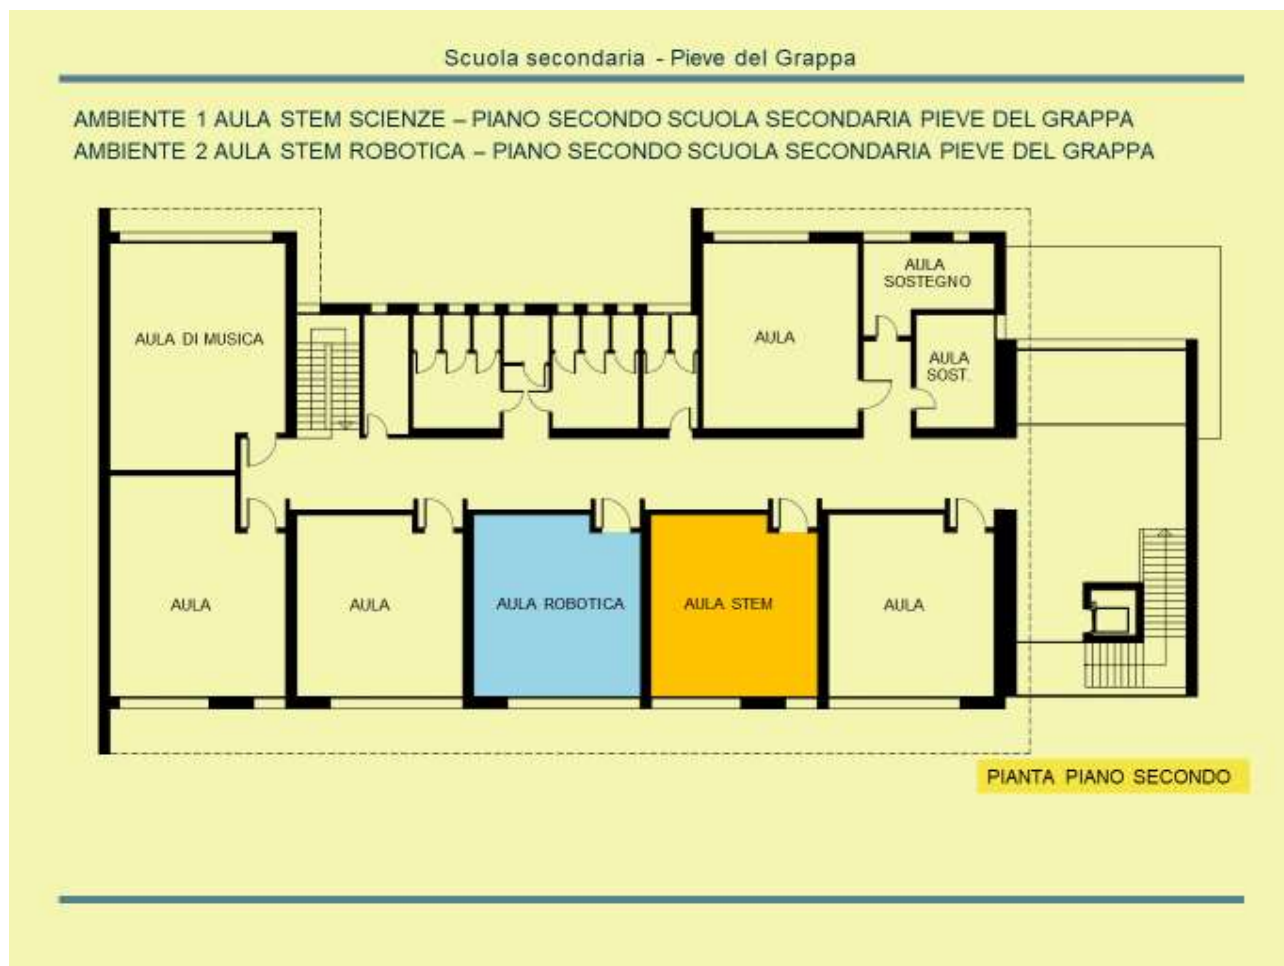 Scuola secondaria - Pieve del Grappa
AMBIENTE 1 AULA STEM SCIENZE – PIANO SECONDO SCUOLA SECONDARIA PIEVE DEL GRAPPA
AMBIENTE 2 AULA STEM ROBOTICA – PIANO SECONDO SCUOLA SECONDARIA PIEVE DEL GRAPPA
AULA
SOSTEGNO
AULA DI MUSICA
AULA
AULA
SOST.
AULA
AULA
AULA ROBOTICA
AULA STEM
AULA
PIANTA PIANO SECONDO